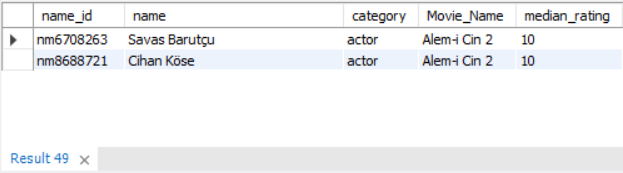 name_id name category Movie_Name median_rating
nm6708263 Savas Barutçu actor Alem-i Cin 2 10
nm8688721 Cihan Köse actor Alem-i Cin 2 10
Result 49